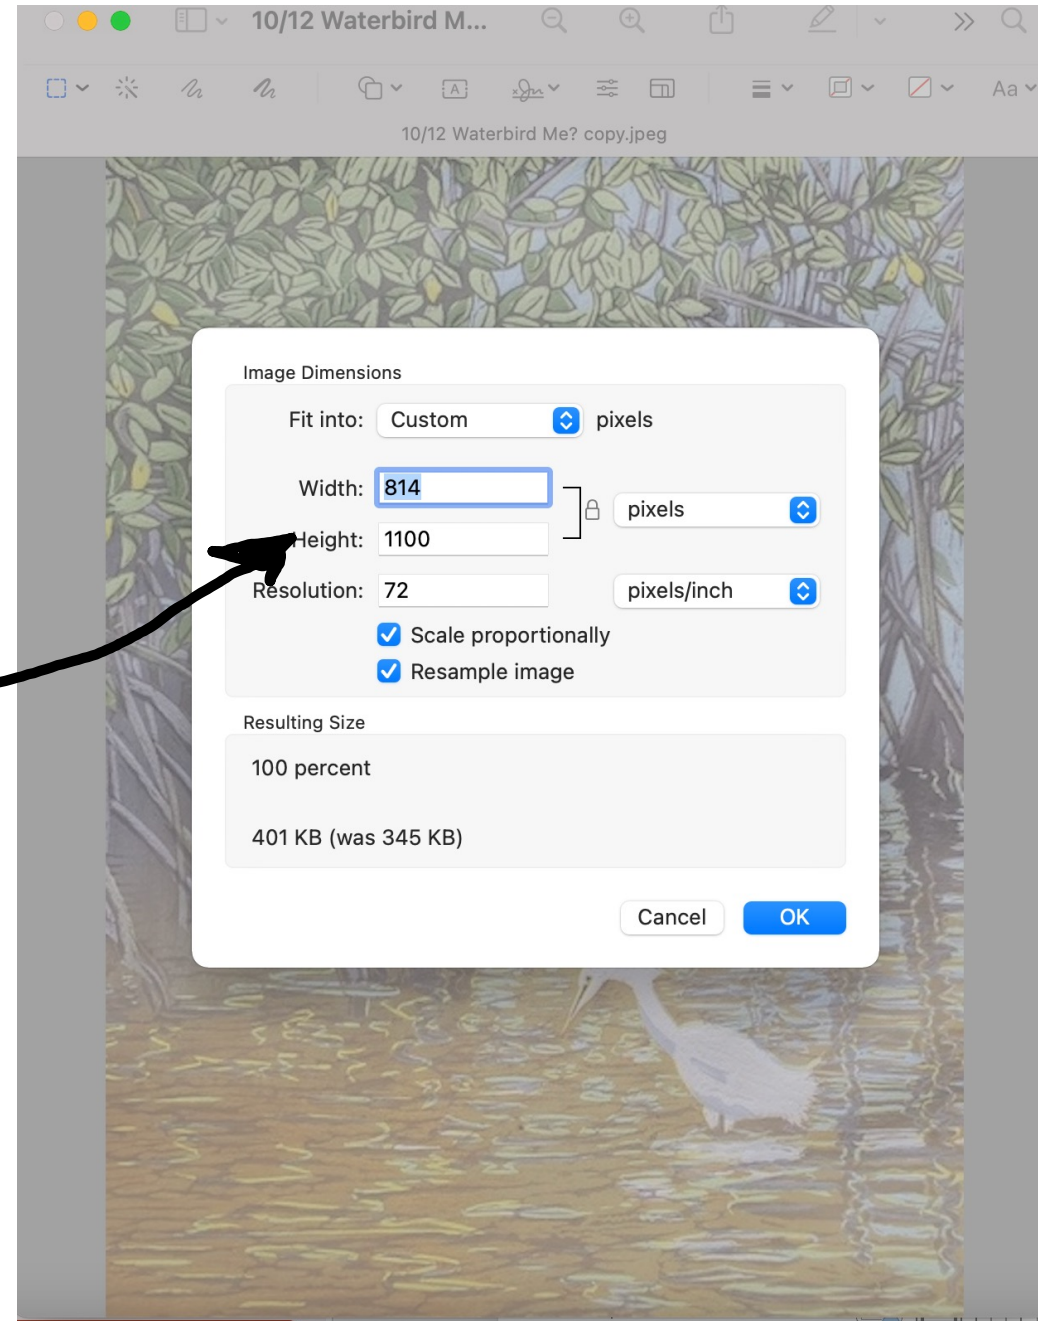 10/12 Waterbird M...
A
Aa
10/12 Waterbird Me? copy.jpeg
Image Dimensions
Fit into: Custom pixels
Width: 814
pixels
Height: 1100
Resolution: 72 pixels/inch
Scale proportionally
Resample image
Resulting Size
100 percent
401 KB (was 345 KB)
Cancel OK